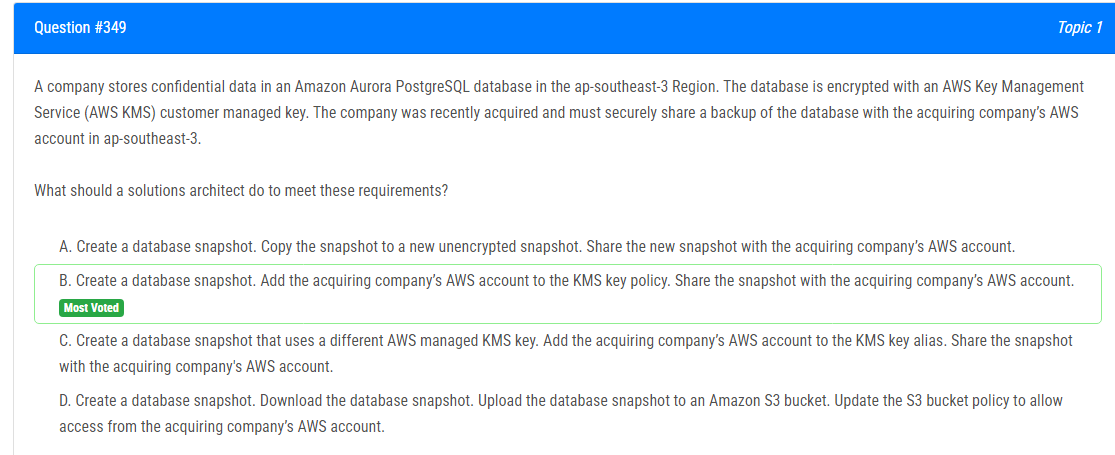 Question #349
Topic 1
A company stores confidential data in an Amazon Aurora PostgreSQL database in the ap-southeast-3 Region. The database is encrypted with an AWS Key Management
Service (AWS KMS) customer managed key. The company was recently acquired and must securely share a backup of the database with the acquiring company’s AWS
account in ap-southeast-3.
What should a solutions architect do to meet these requirements?
A. Create a database snapshot. Copy the snapshot to a new unencrypted snapshot. Share the new snapshot with the acquiring company’s AWS account.
B. Create a database snapshot. Add the acquiring company’s AWS account to the KMS key policy. Share the snapshot with the acquiring company’s AWS account.
Most Voted
C. Create a database snapshot that uses a different AWS managed KMS key. Add the acquiring company’s AWS account to the KMS key alias. Share the snapshot
with the acquiring company's AWS account.
D. Create a database snapshot. Download the database snapshot. Upload the database snapshot to an Amazon S3 bucket. Update the S3 bucket policy to allow
access from the acquiring company’s AWS account.